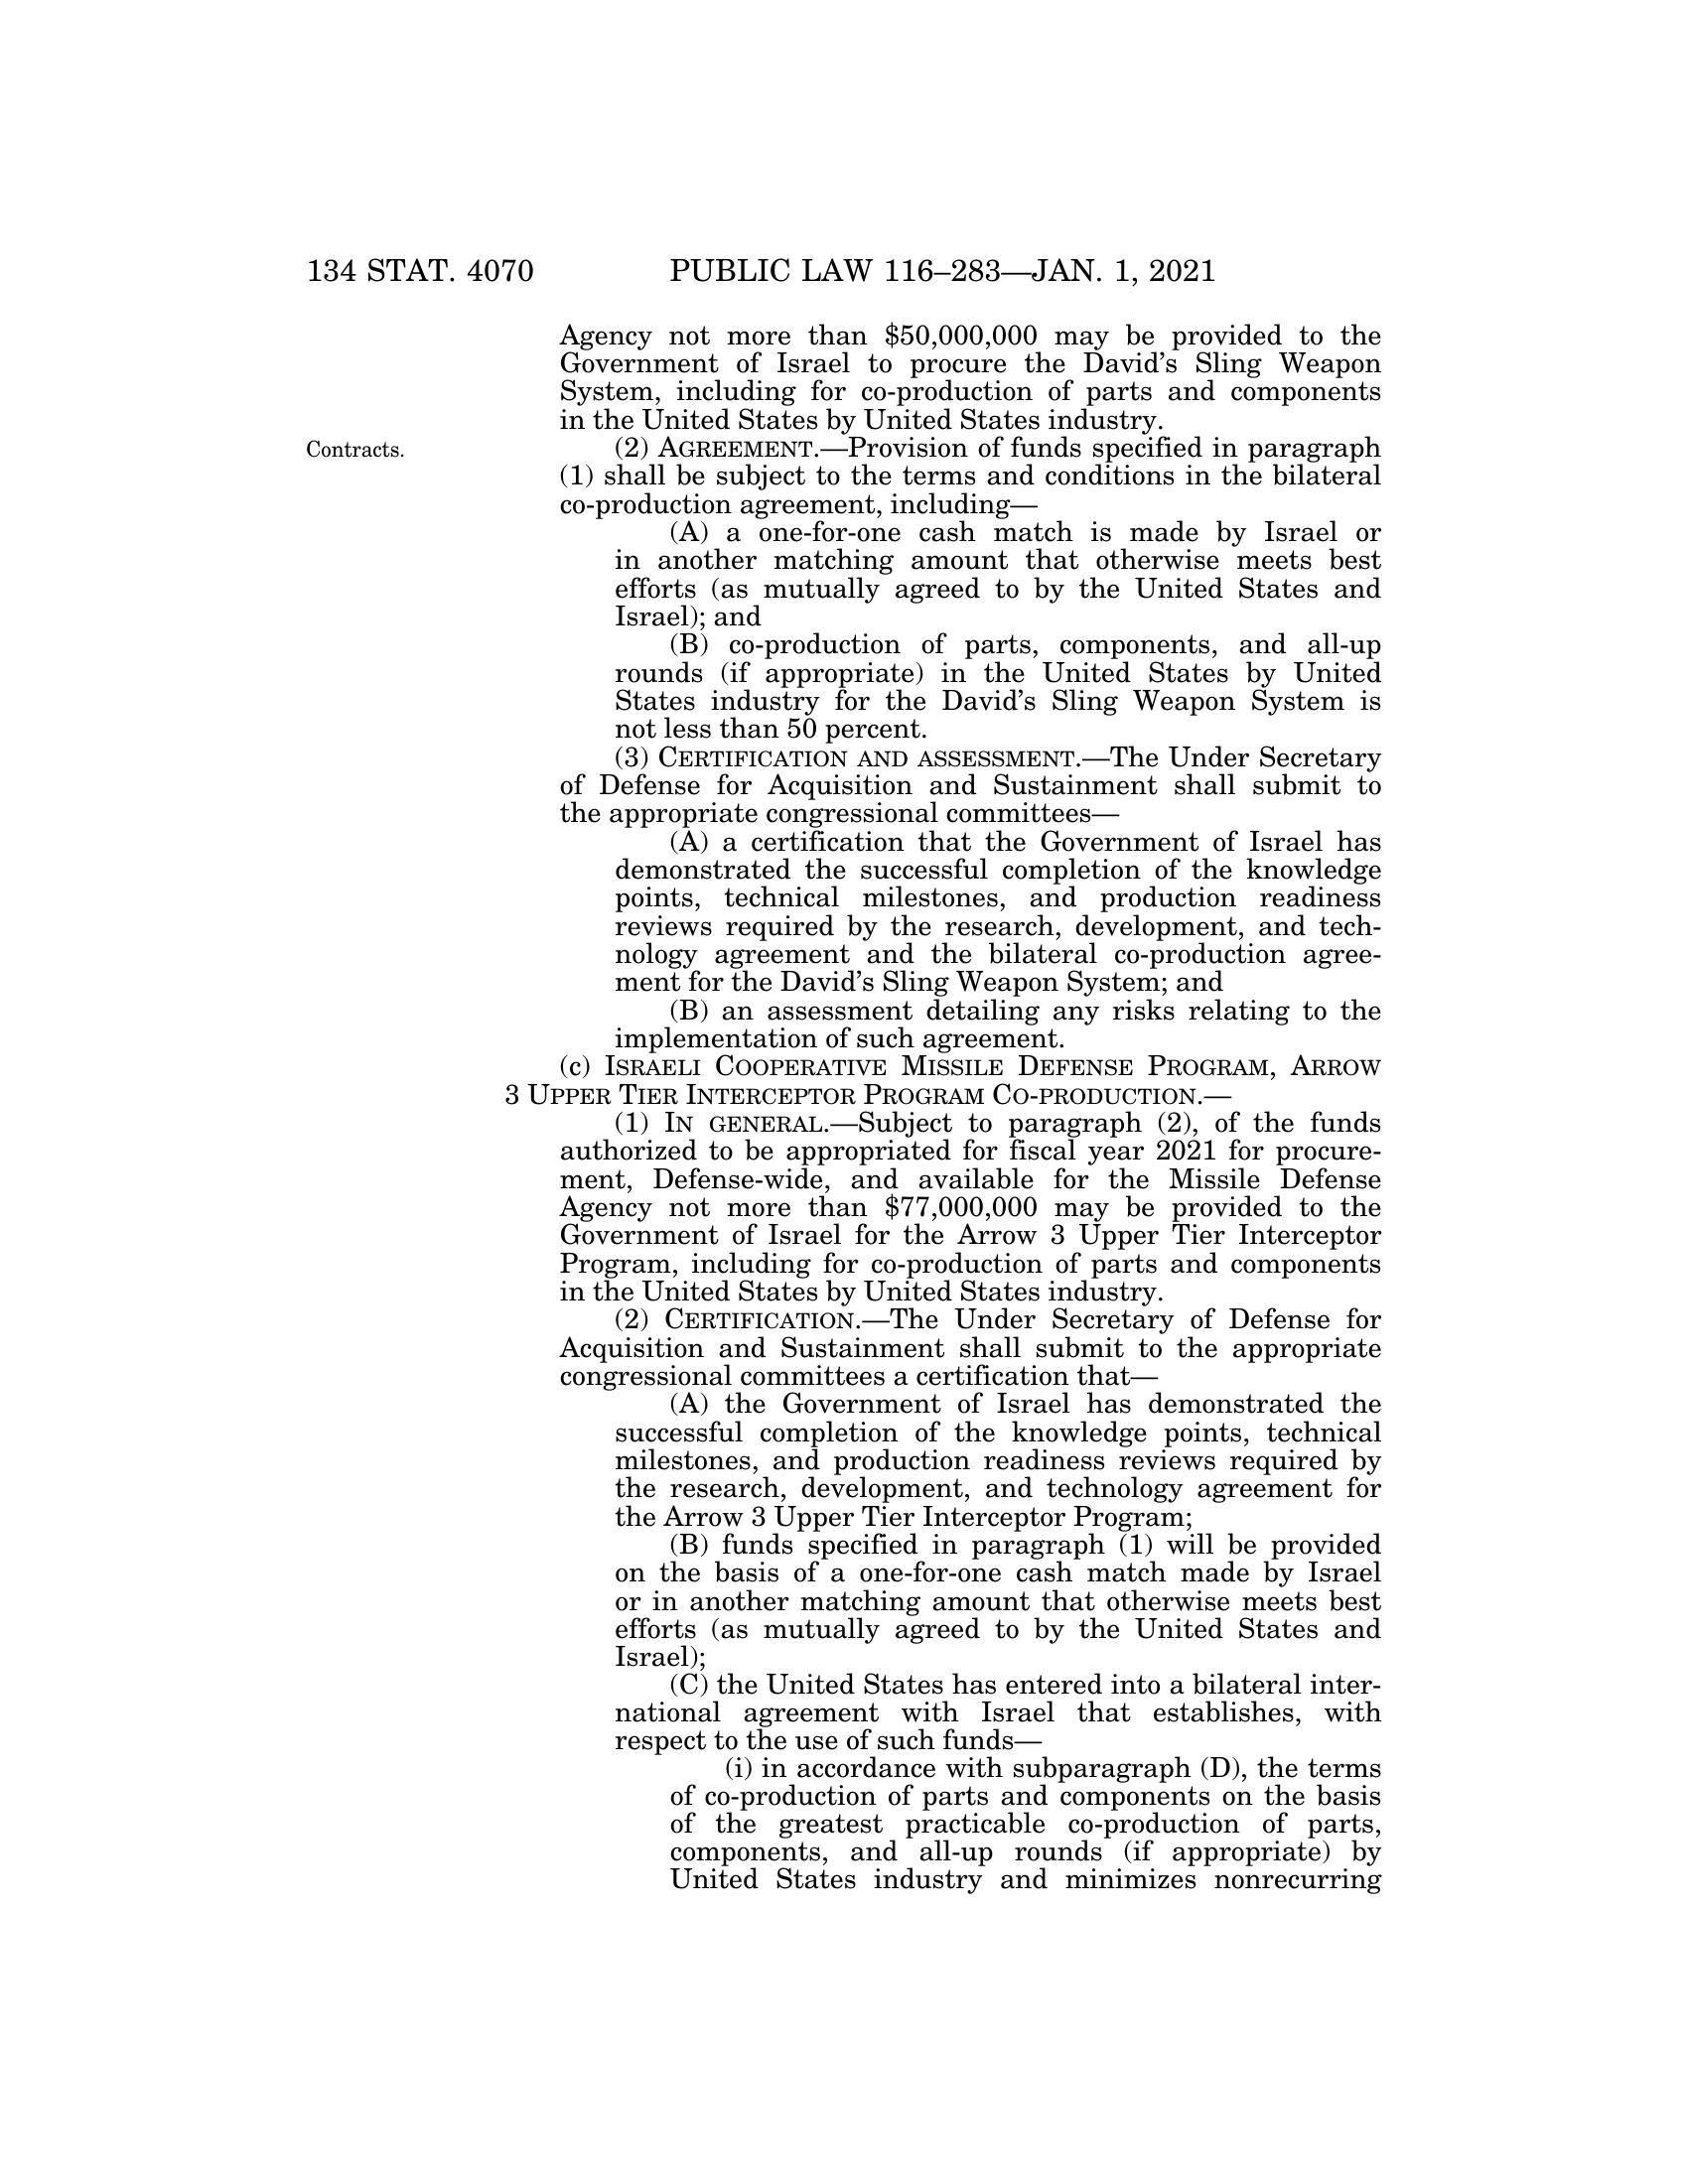 134 STAT. 4070 PUBLIC LAW 116–283—JAN. 1, 2021
Agency not more than $50,000,000 may be provided to the
Government of Israel to procure the David’s Sling Weapon
System, including for co-production of parts and components
in the United States by United States industry.
Contracts.
(2) AGREEMENT.—Provision of funds specified in paragraph
(1) shall be subject to the terms and conditions in the bilateral
co-production agreement, including—
(A) a one-for-one cash match is made by Israel or
in another matching amount that otherwise meets best
efforts (as mutually agreed to by the United States and
Israel); and
(B) co-production of parts, components, and all-up
rounds (if appropriate) in the United States by United
States industry for the David’s Sling Weapon System is
not less than 50 percent.
(3) CERTIFICATION AND ASSESSMENT.—The Under Secretary
of Defense for Acquisition and Sustainment shall submit to
the appropriate congressional committees—
(A) a certification that the Government of Israel has
demonstrated the successful completion of the knowledge
points, technical milestones, and production readiness
reviews required by the research, development, and tech-
nology agreement and the bilateral co-production agree-
ment for the David’s Sling Weapon System; and
(B) an assessment detailing any risks relating to the
implementation of such agreement.
(c) ISRAELI COOPERATIVE MISSILE DEFENSE PROGRAM, ARROW
3 UPPER TIER INTERCEPTOR PROGRAM CO-PRODUCTION.—
(1) IN GENERAL.—Subject to paragraph (2), of the funds
authorized to be appropriated for fiscal year 2021 for procure-
ment, Defense-wide, and available for the Missile Defense
Agency not more than $77,000,000 may be provided to the
Government of Israel for the Arrow 3 Upper Tier Interceptor
Program, including for co-production of parts and components
in the United States by United States industry.
(2) CERTIFICATION.—The Under Secretary of Defense for
Acquisition and Sustainment shall submit to the appropriate
congressional committees a certification that—
(A) the Government of Israel has demonstrated the
successful completion of the knowledge points, technical
milestones, and production readiness reviews required by
the research, development, and technology agreement for
the Arrow 3 Upper Tier Interceptor Program;
(B) funds specified in paragraph (1) will be provided
on the basis of a one-for-one cash match made by Israel
or in another matching amount that otherwise meets best
efforts (as mutually agreed to by the United States and
Israel);
(C) the United States has entered into a bilateral inter-
national agreement with Israel that establishes, with
respect to the use of such funds—
(i) in accordance with subparagraph (D), the terms
of co-production of parts and components on the basis
of the greatest practicable co-production of parts,
components, and all-up rounds (if appropriate) by
United States industry and minimizes nonrecurring